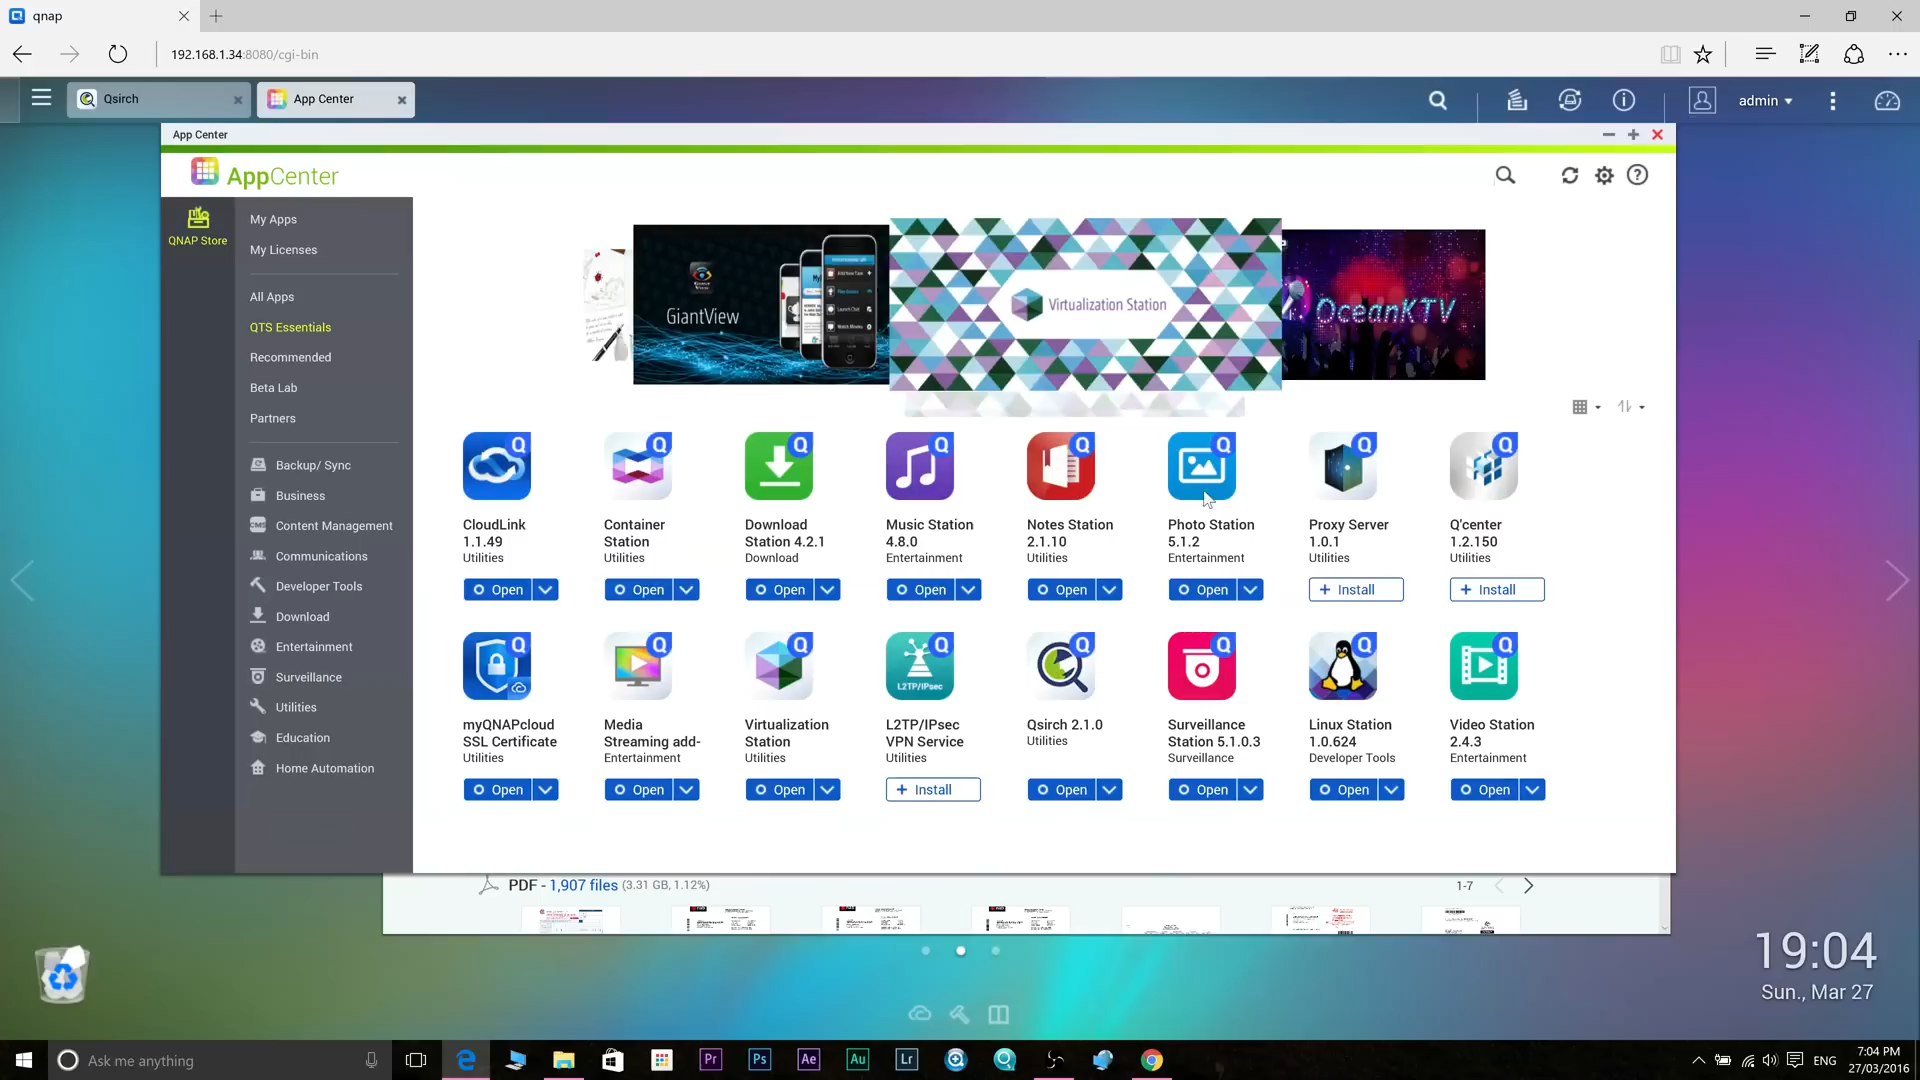 qnap
192.168.1.34:8080/cgi-bin
Qsirch
App Center
admin
App Center
AppCenter
QNAP Store
My Apps
My Licenses
All Apps
QTS Essentials
Recommended
Beta Lab
Partners
Backup/ Sync
Business
Content Management
Communications
Developer Tools
Download
Entertainment
Surveillance
Utilities
Education
Home Automation
GiantView
Virtualization Station
OceanKTV
CloudLink
1.1.49
Utilities
Open
Container
Station
Utilities
Open
Download
Station 4.2.1
Download
Open
Music Station
4.8.0
Entertainment
Open
Notes Station
2.1.10
Utilities
Open
Photo Station
5.1.2
Entertainment
Open
Proxy Server
1.0.1
Utilities
+ Install
Q'center
1.2.150
Utilities
+ Install
myQNAPcloud
SSL Certificate
Utilities
Open
Media
Streaming add-
Entertainment
Open
Virtualization
Station
Utilities
Open
L2TP/IPsec
L2TP/IPsec
VPN Service
Utilities
+ Install
Qsirch 2.1.0
Utilities
Open
Surveillance
Station 5.1.0.3
Surveillance
Open
Linux Station
1.0.624
Developer Tools
Open
Video Station
2.4.3
Entertainment
Open
PDF - 1,907 files (3.31 GB, 1.12%)
1-7
19:04
Sun., Mar 27
Ask me anything
Pr
Ps
Ae
Au
Lr
ENG
7:04 PM
27/03/2016